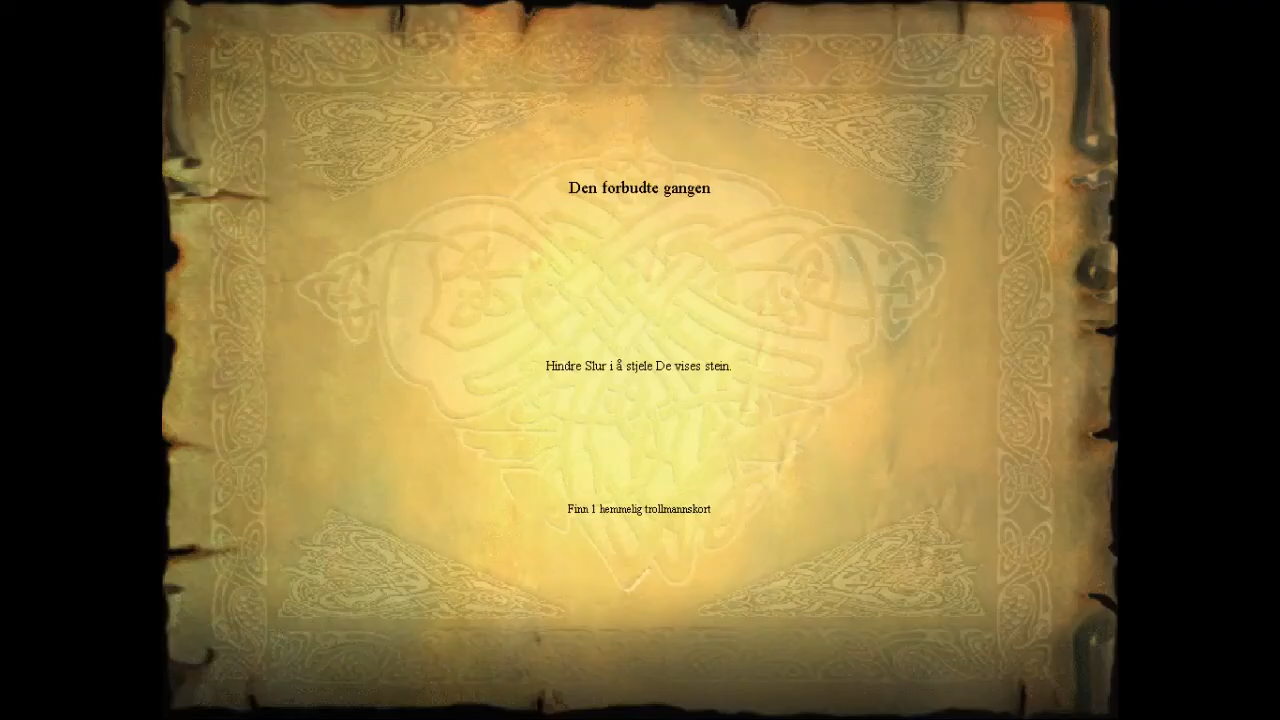 Den forbudte gangen
Hindre Slur i å stjele De vises stein.
Finn 1 hemmelig trollmannskort